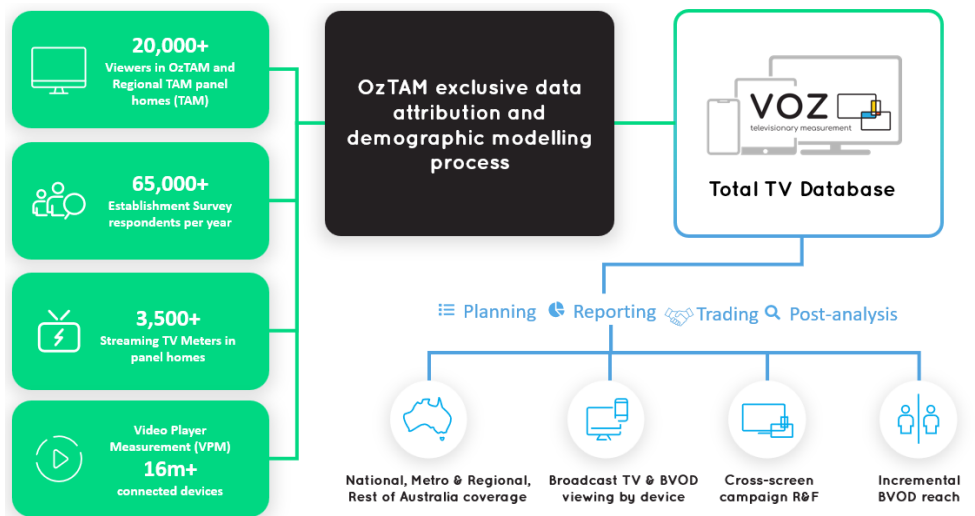 20,000+
Viewers in OzTAM and
Regional TAM panel
homes (TAM)
65,000+
Establishment Survey
respondents per year
3,500+
Streaming TV Meters in
panel homes
Video Player
Measurement (VPM)
16m+
connected devices
OzTAM exclusive data
attribution and
demographic modelling
process
VOZ
televisionary measurement
Total TV Database
Planning Reporting Trading Post-analysis
National, Metro & Regional,
Rest of Australia coverage
Broadcast TV & BVOD
viewing by device
Cross-screen
campaign R&F
Incremental
BVOD reach